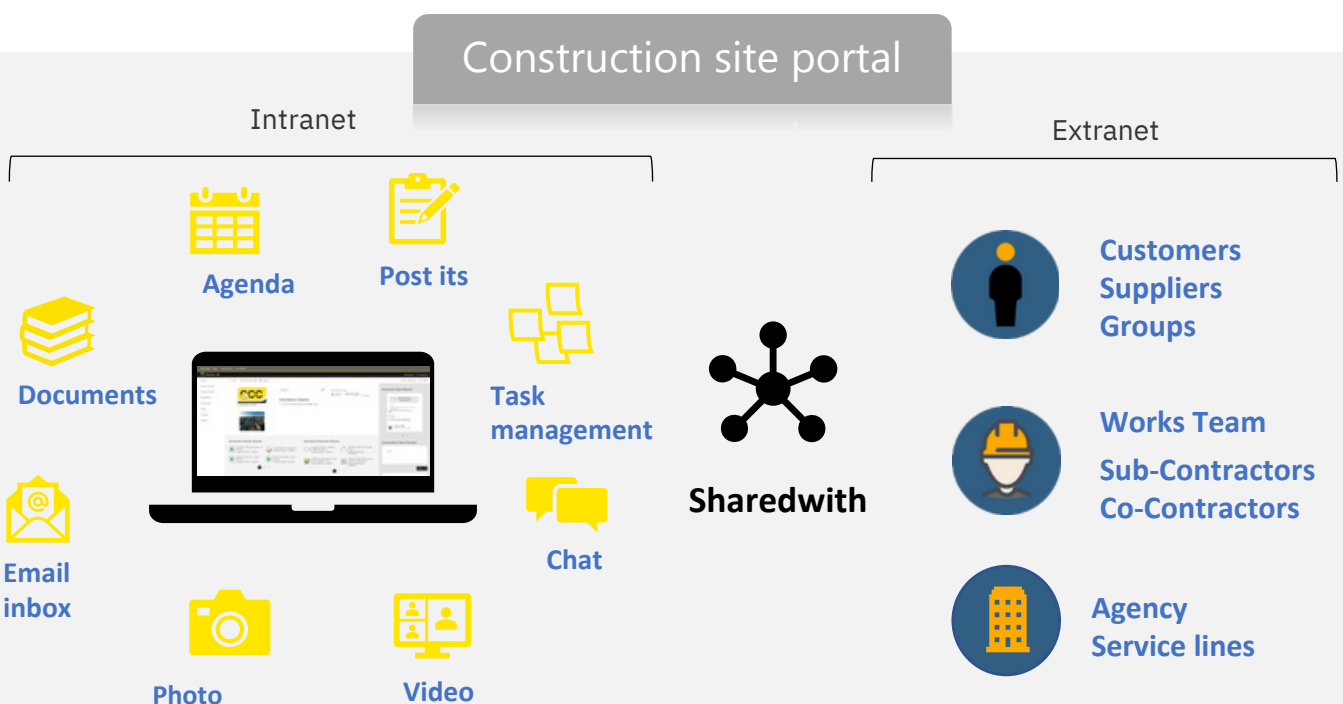 Construction site portal
Intranet
Extranet
Agenda
Post its
Documents
Task
management
Email
inbox
@
Chat
Photo
Video
CCC
Sharedwith
Customers
Suppliers
Groups
Works Team
Sub-Contractors
Co-Contractors
Agency
Service lines